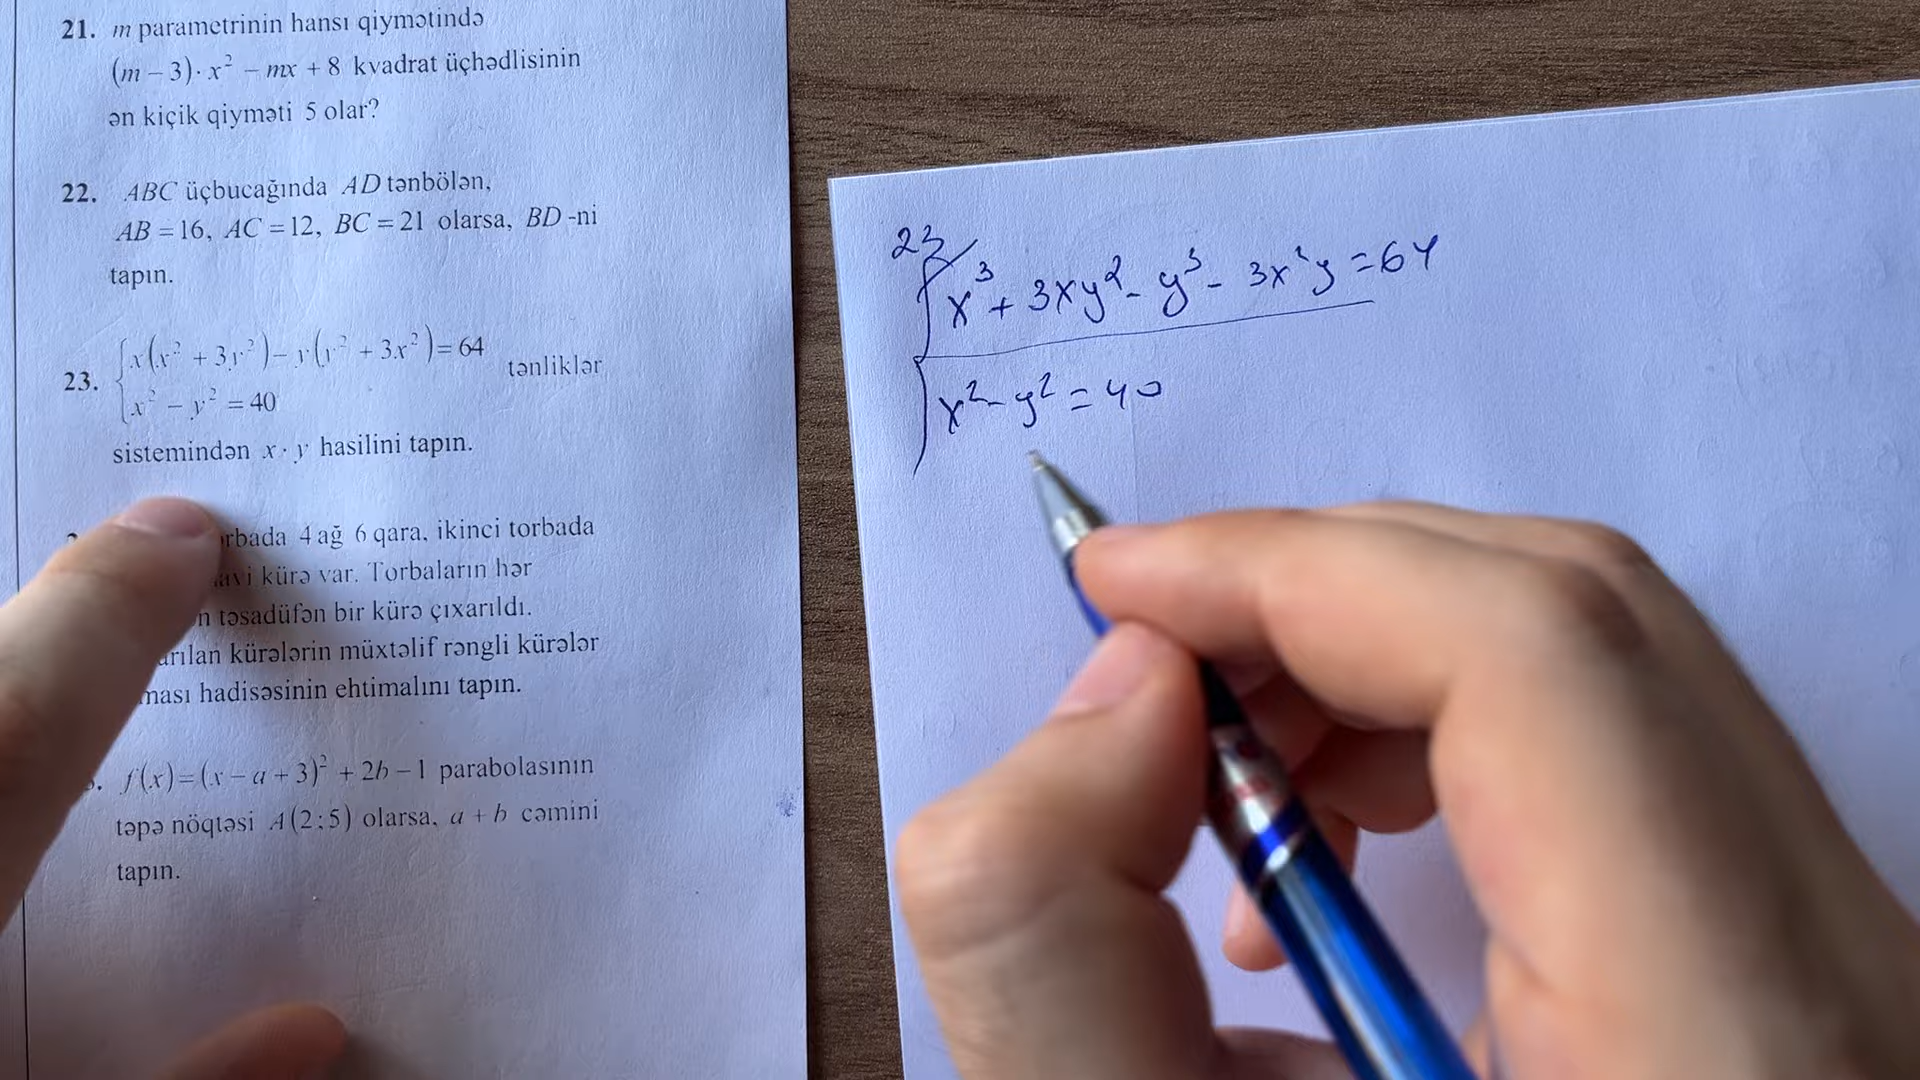 21. m parametrinin hansı qiymətində
(m − 3)· x² − mx + 8 kvadrat üçhədlisinin
ən kiçik qiyməti 5 olar?
22. ABC üçbucağında AD tənbölən,
AB = 16, AC = 12, BC = 21 olarsa, BD -ni
tapın.
23. {x(x² + 3y²)− y(y² + 3x²)= 64
x² − y² = 40 tənliklər
sistemindən x · y hasilini tapın.
4 ağ 6 qara, ikinci torbada
kürə var. Torbaların hər
təsadüfən bir kürə çıxarıldı.
kürələrin müxtəlif rəngli kürələr
hadisəsinin ehtimalını tapın.
f(x)=(x − a + 3)² + 2b − 1 parabolasının
təpə nöqtəsi A(2;5) olarsa, a + b cəmini
tapın.
23
x³ + 3xy² - y³ - 3x²y = 64
x² - y² = 40